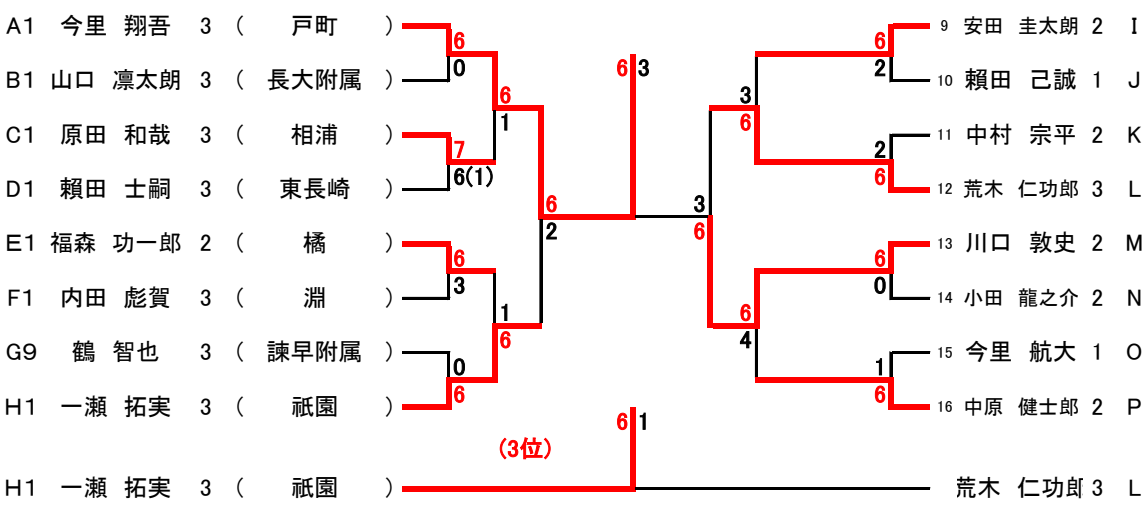 A1 今里 翔吾 3 ( 戸町 ) 9 安田 圭太朗 2 I
6 6
0 6 3 2
B1 山口 凛太朗 3 ( 長大附属 ) 10 賴田 己誠 1 J
6 3
1 6
C1 原田 和哉 3 ( 相浦 ) 11 中村 宗平 2 K
7 2
6(1) 6
D1 賴田 士嗣 3 ( 東長崎 ) 12 荒木 仁功郎 3 L
6 3
2 6
E1 福森 功一郎 2 ( 橘 ) 13 川口 敦史 2 M
6 6
3 0
F1 内田 彪賀 3 ( 淵 ) 14 小田 龍之介 2 N
1 6
6 4
G9 鶴 智也 3 ( 諫早附属 ) 15 今里 航大 1 O
0 1
6 6
H1 一瀬 拓実 3 ( 祇園 ) 16 中原 健士郎 2 P
6 1
(3位)
H1 一瀬 拓実 3 ( 祇園 ) 荒木 仁功郎 3 L